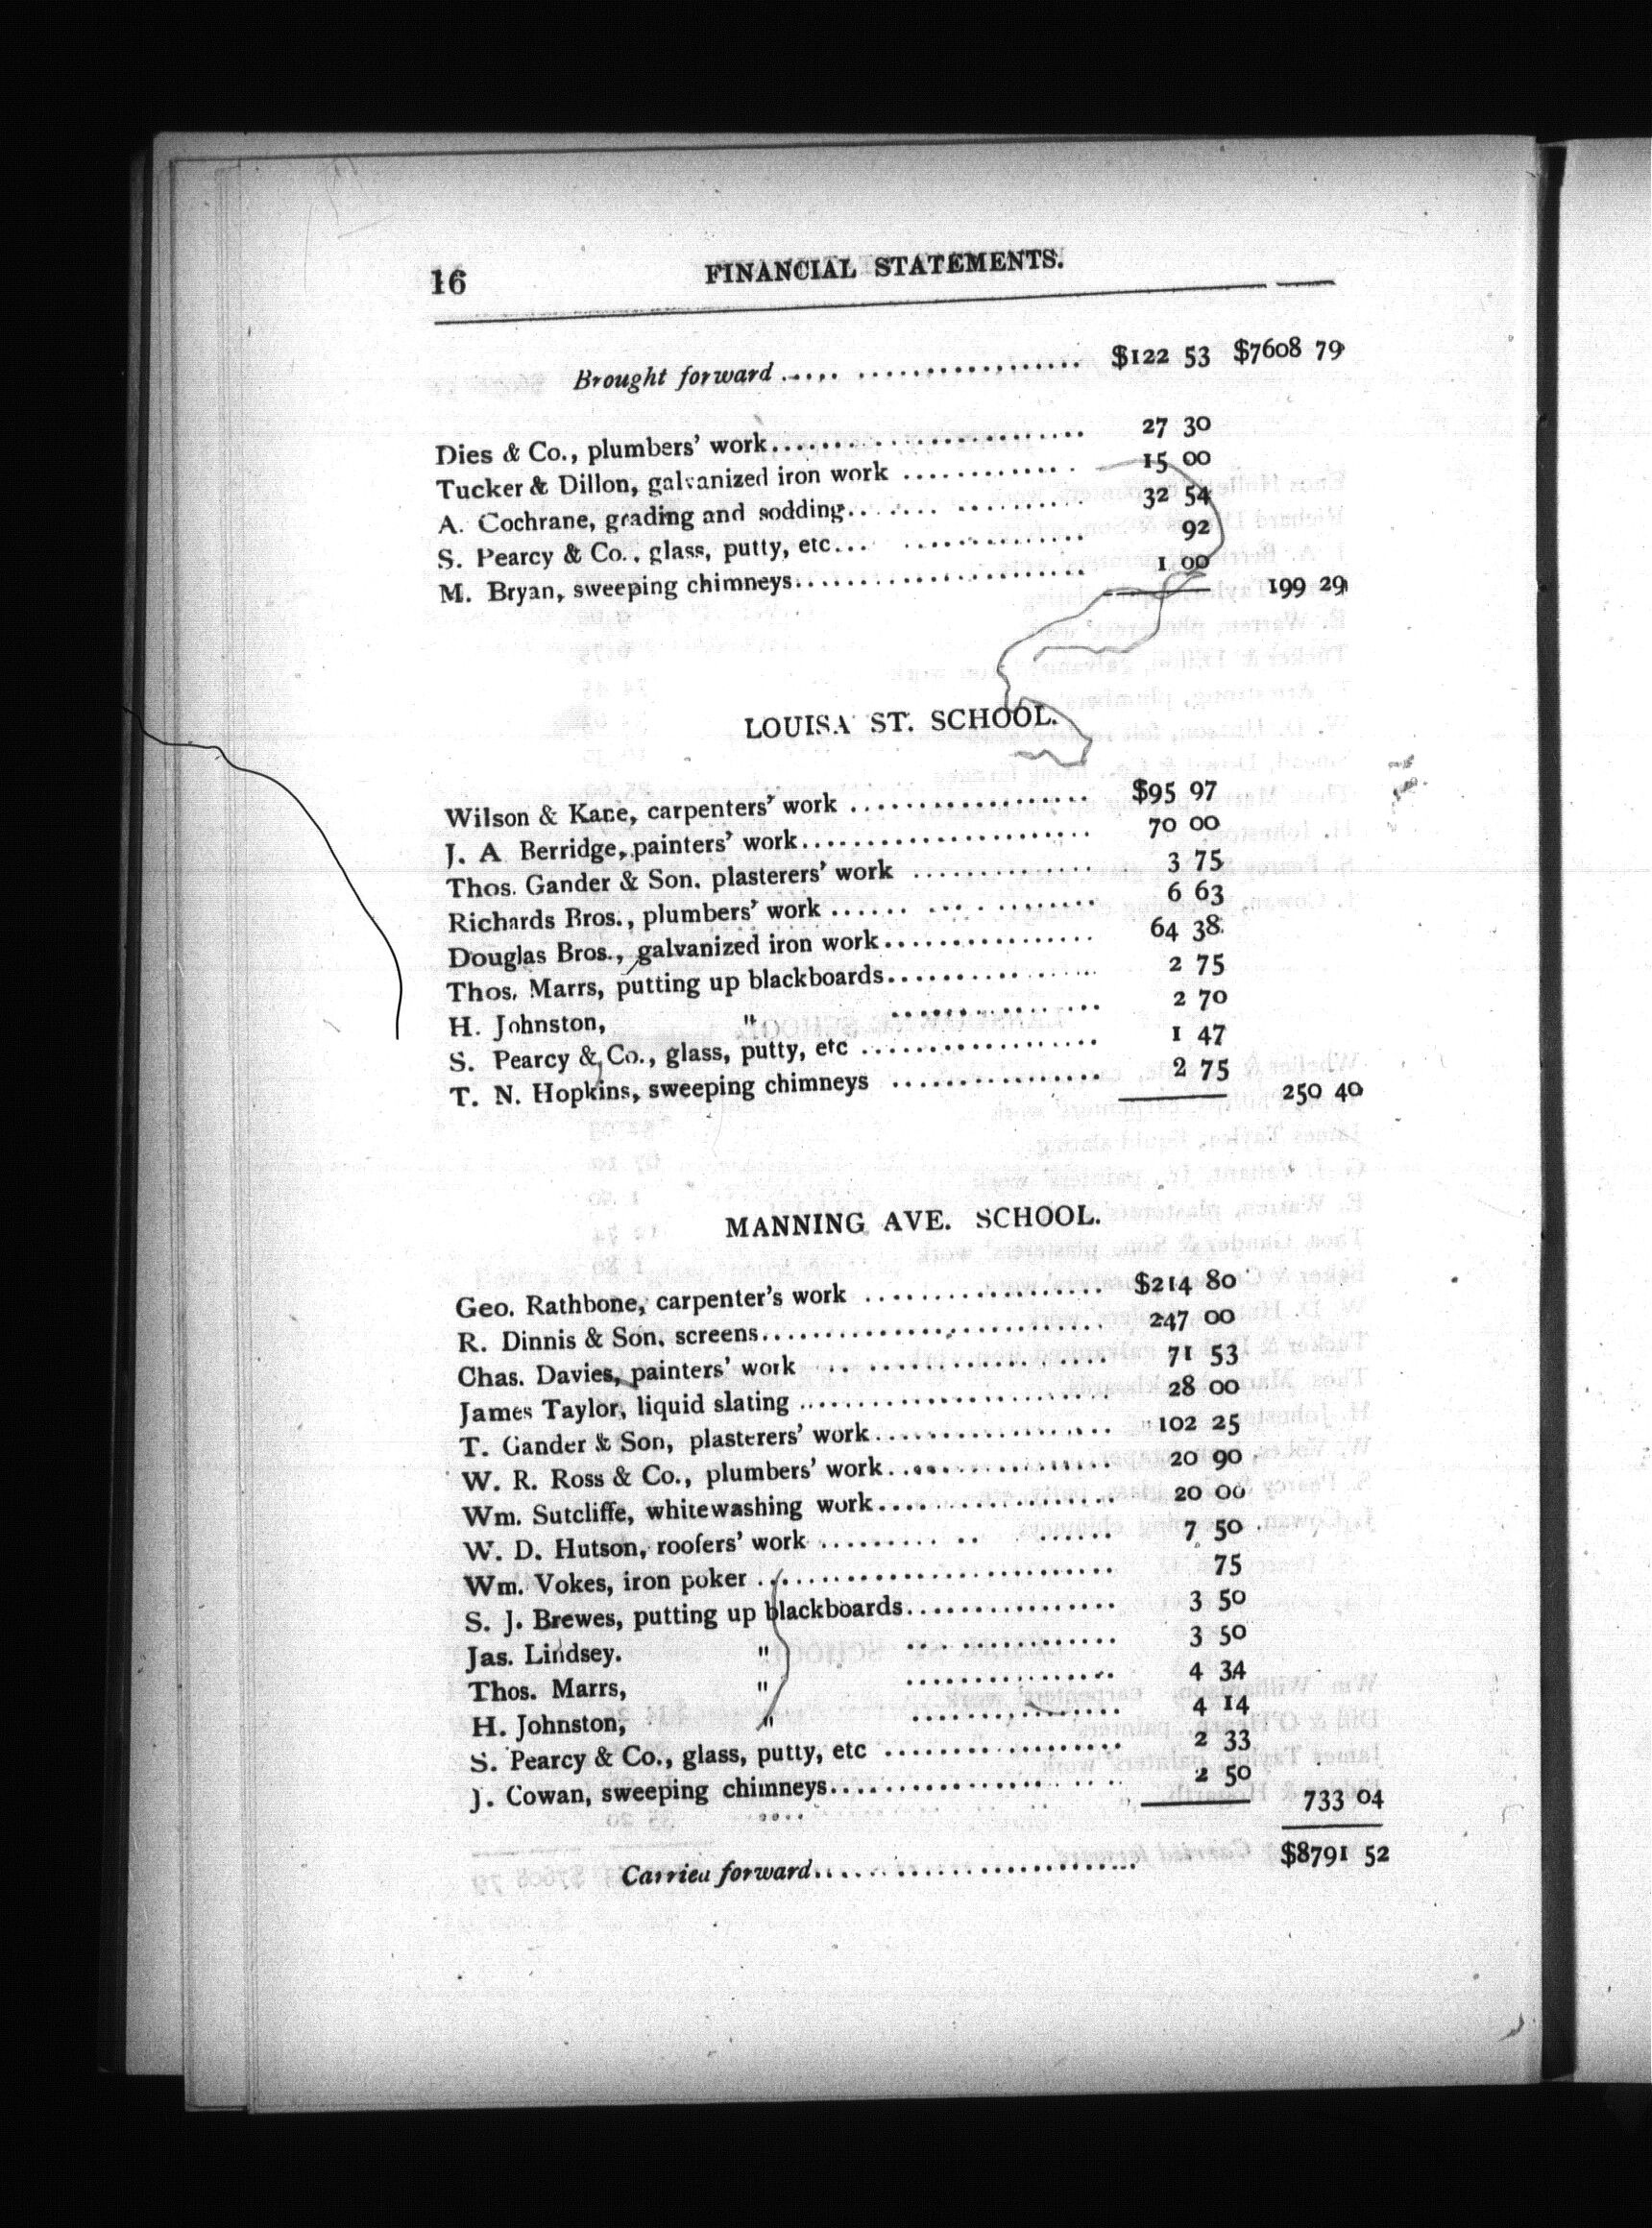 16 FINANCIAL STATEMENTS.
Brought forward ..... ................. $122 53 $7608 79
Dies & Co., plumbers' work........................ 27 30
Tucker & Dillon, galvanized iron work ............. 15 00
A. Cochrane, grading and sodding....... .......... 32 54
S. Pearcy & Co., glass, putty, etc... .............. 92
M. Bryan, sweeping chimneys...................... 1 00
199 29
LOUISA ST. SCHOOL.
Wilson & Kane, carpenters' work .................. $95 97
J. A Berridge, painters' work...................... 70 00
Thos. Gander & Son. plasterers' work .............. 3 75
Richards Bros., plumbers' work ...... ... . ........ 6 63
Douglas Bros., galvanized iron work................ 64 38
Thos. Marrs, putting up blackboards................ 2 75
H. Johnston, " ................ 2 70
S. Pearcy & Co., glass, putty, etc .................. 1 47
T. N. Hopkins, sweeping chimneys ................ 2 75
250 40
MANNING AVE. SCHOOL.
Geo. Rathbone, carpenter's work .................. $214 80
R. Dinnis & Son. screens.......................... 247 00
Chas. Davies, painters' work .. .................. 71 53
James Taylor, liquid slating ........................ 28 00
T. Gander & Son, plasterers' work.................. 102 25
W. R. Ross & Co., plumbers' work................. 20 90
Wm. Sutcliffe, whitewashing work.................. 20 00
W. D. Hutson, roofers' work ......... .. ...... 7 50
Wm. Vokes, iron poker ........................... 75
S. J. Brewes, putting up blackboards................ 3 50
Jas. Lindsey. " ................ 3 50
Thos. Marrs, " ................ 4 34
H. Johnston, " ................ 4 14
S. Pearcy & Co., glass, putty, etc .................. 2 33
J. Cowan, sweeping chimneys...................... 2 50
733 04
Carried forward......................... $8791 52